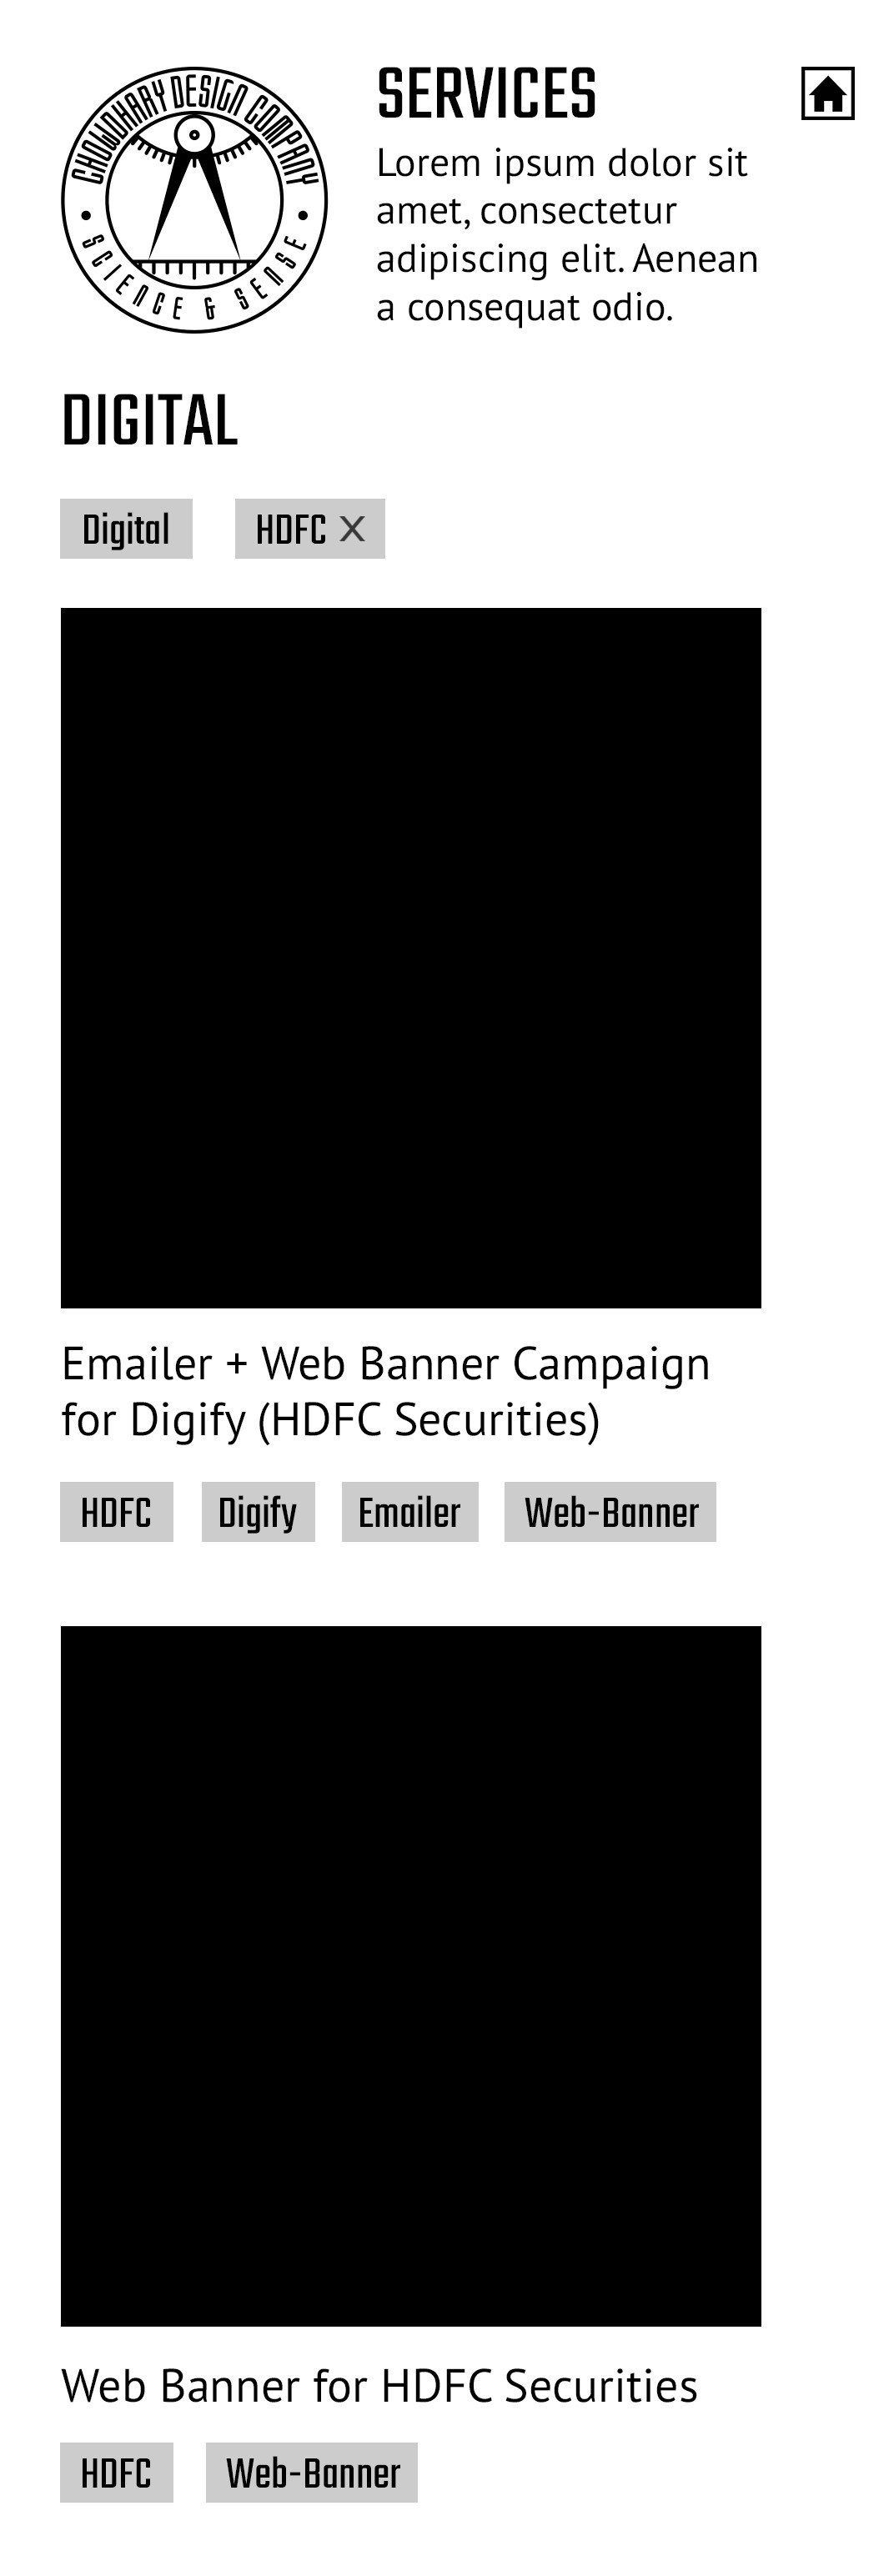 CHOWDHARY DESIGN COMPANY
SCIENCE & SENSE
SERVICES
Lorem ipsum dolor sit
amet, consectetur
adipiscing elit. Aenean
a consequat odio.
DIGITAL
Digital HDFC X
Emailer + Web Banner Campaign
for Digify (HDFC Securities)
HDFC Digify Emailer Web-Banner
Web Banner for HDFC Securities
HDFC Web-Banner